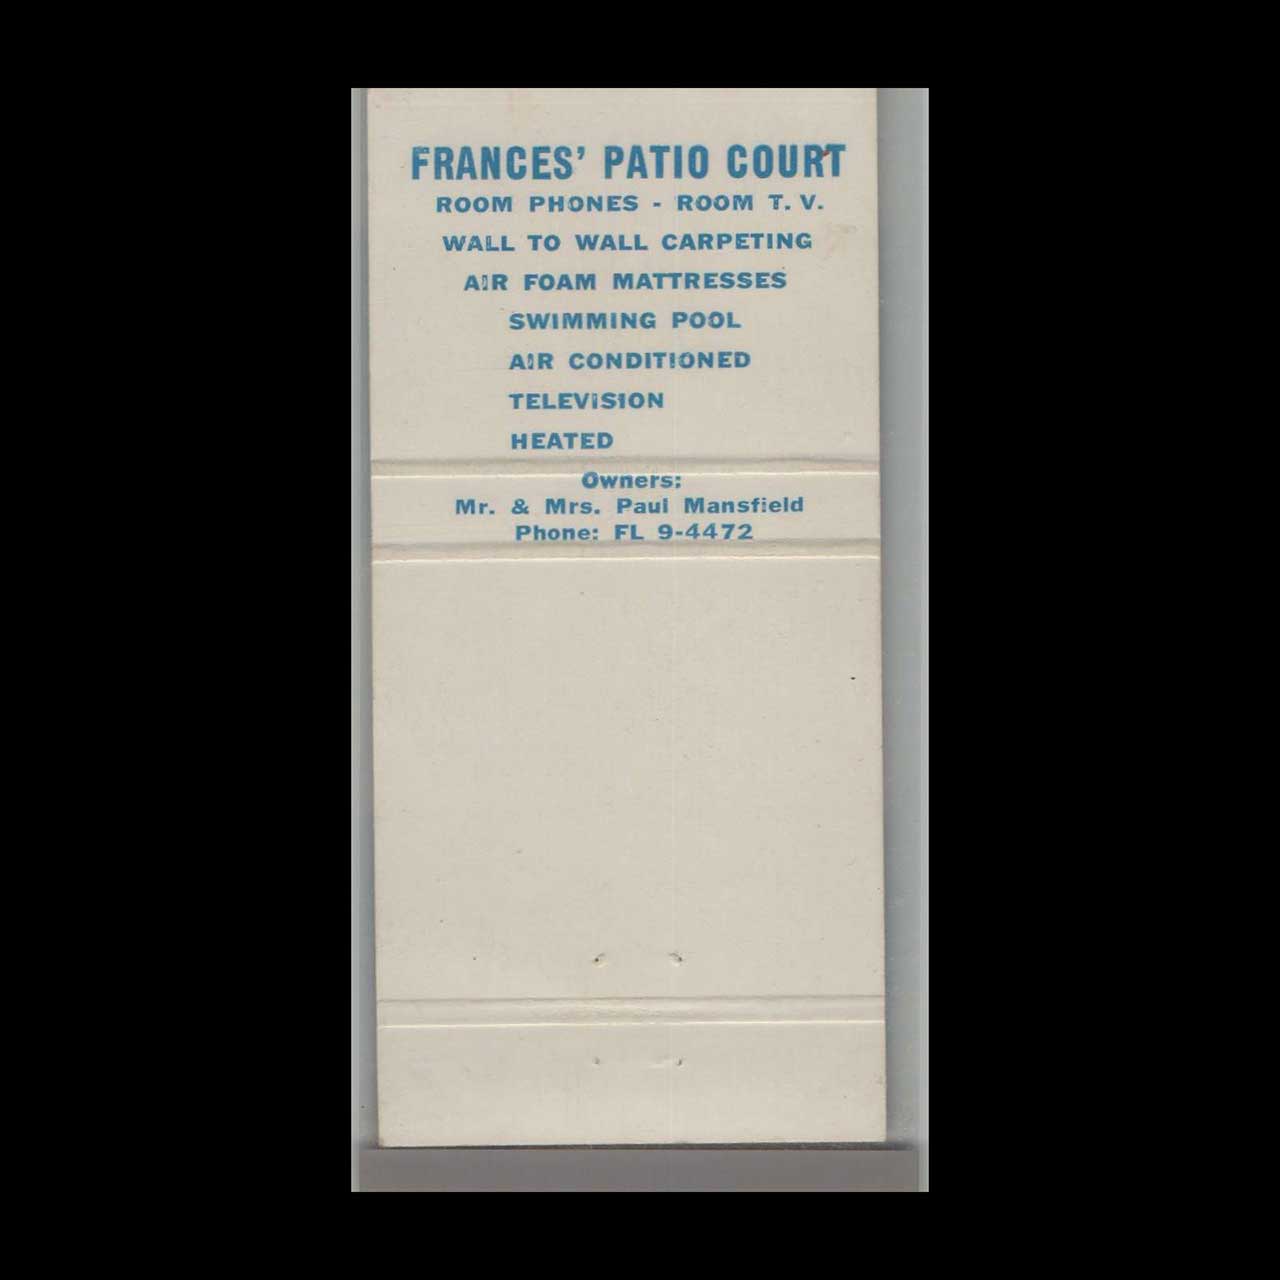 FRANCES' PATIO COURT
ROOM PHONES - ROOM T. V.
WALL TO WALL CARPETING
AIR FOAM MATTRESSES
SWIMMING POOL
AIR CONDITIONED
TELEVISION
HEATED
Owners:
Mr. & Mrs. Paul Mansfield
Phone: FL 9-4472